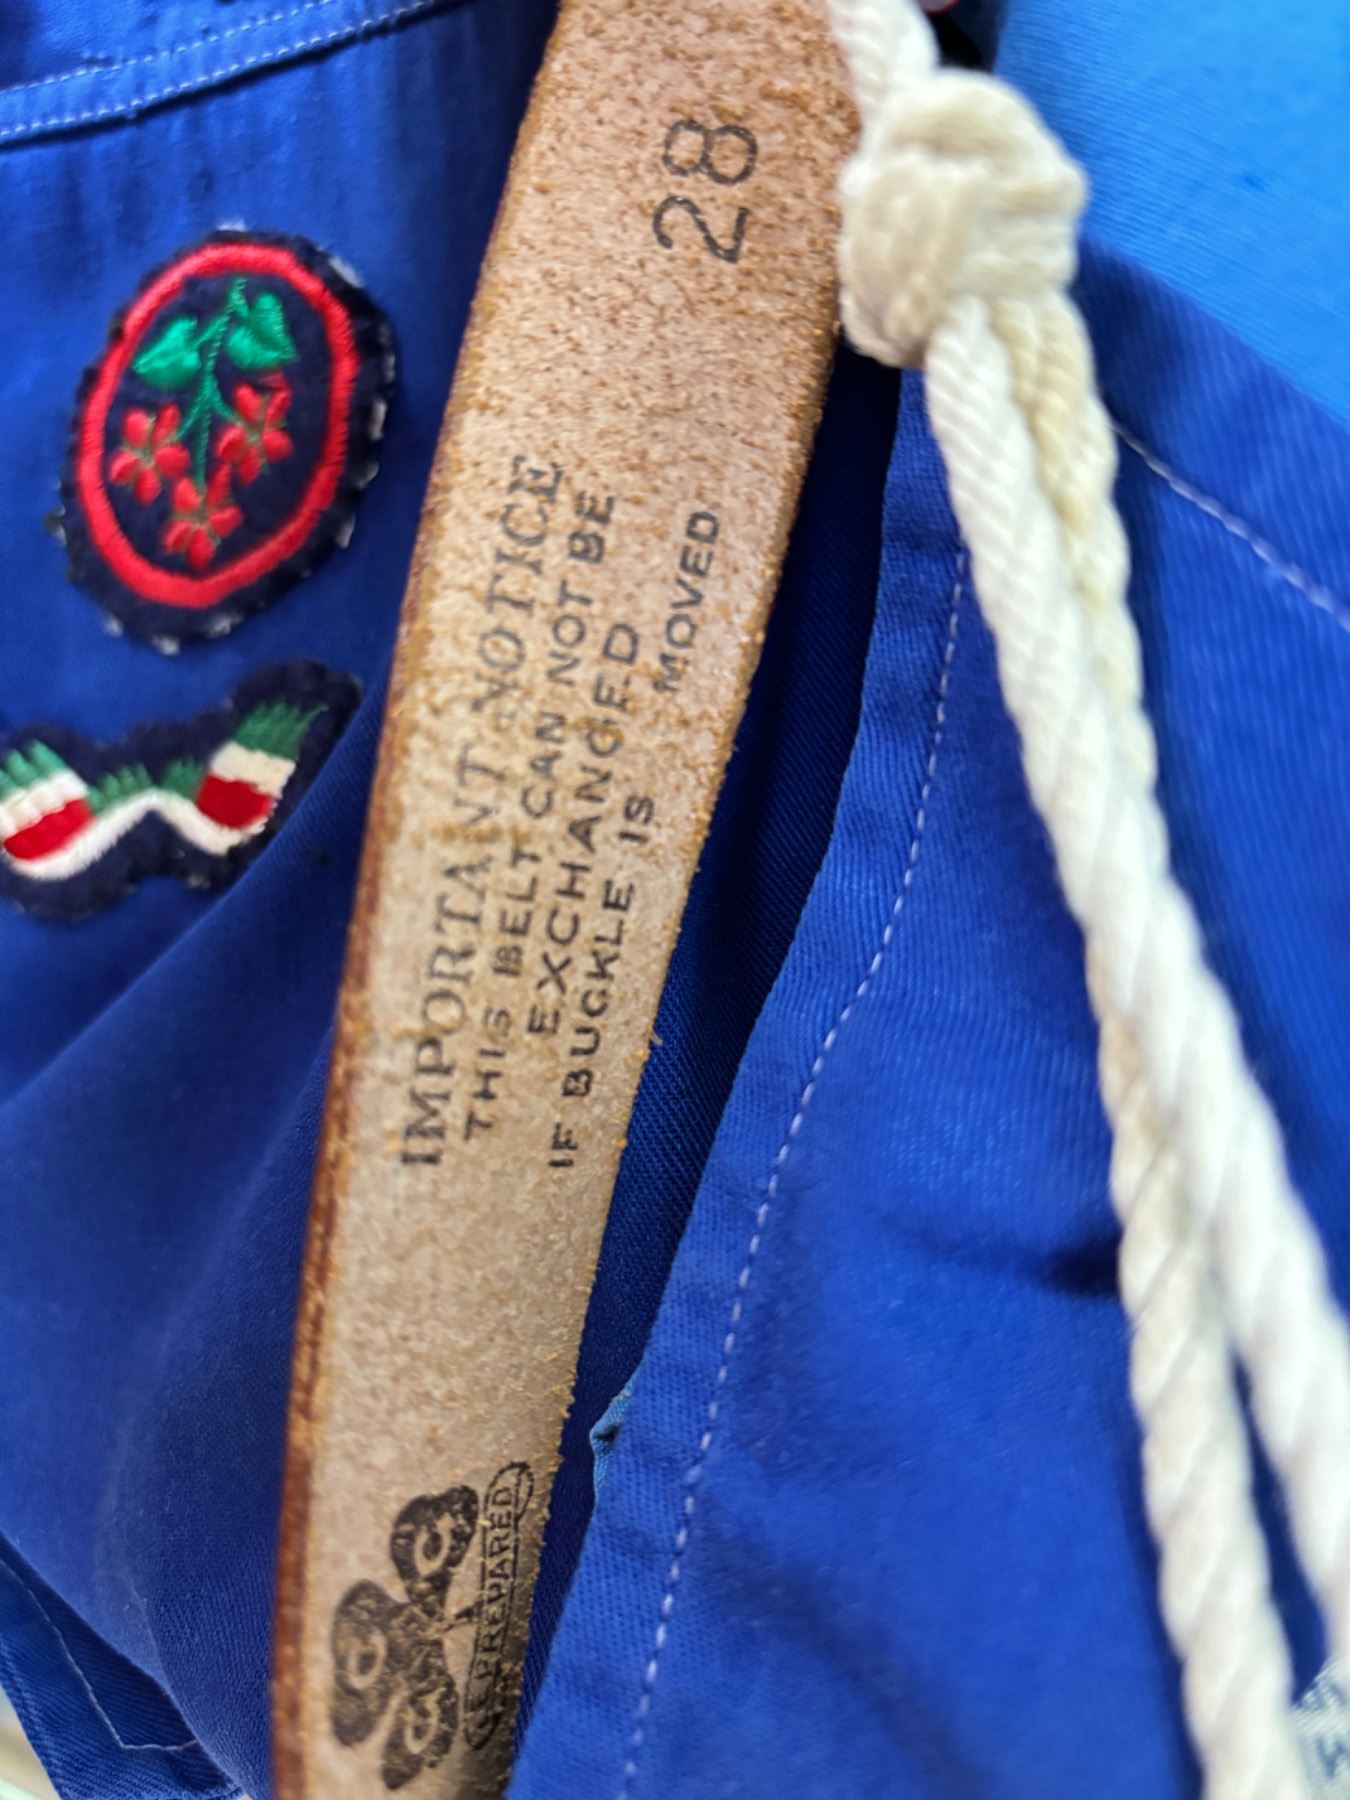 28
IMPORTANT NOTICE
THIS BELT CAN NOT BE
EXCHANGED
IF BUCKLE IS MOVED
G G G
BE PREPARED